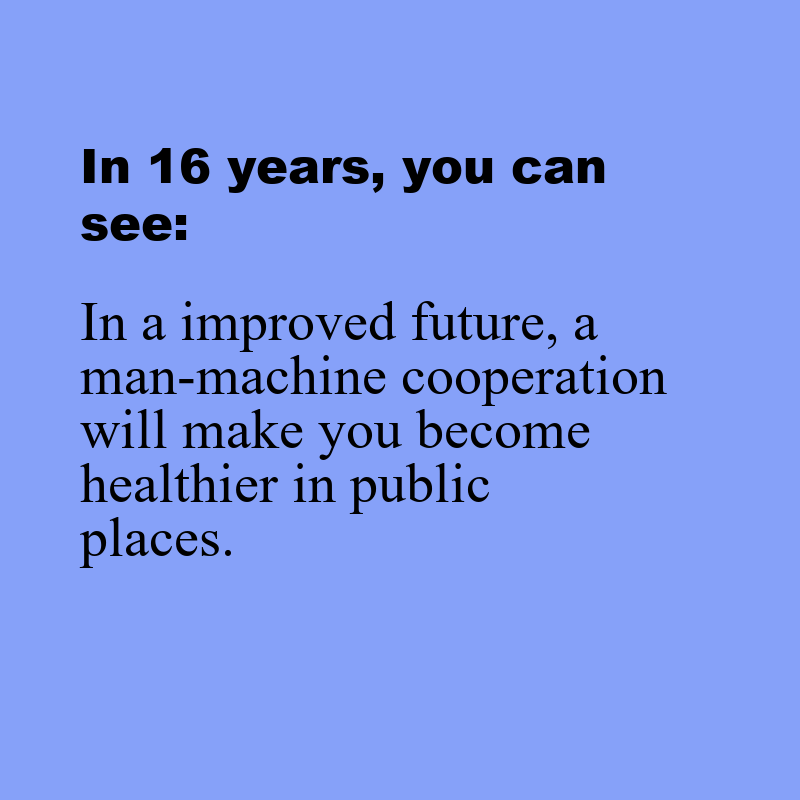 In 16 years, you can
see:
In a improved future, a
man-machine cooperation
will make you become
healthier in public
places.